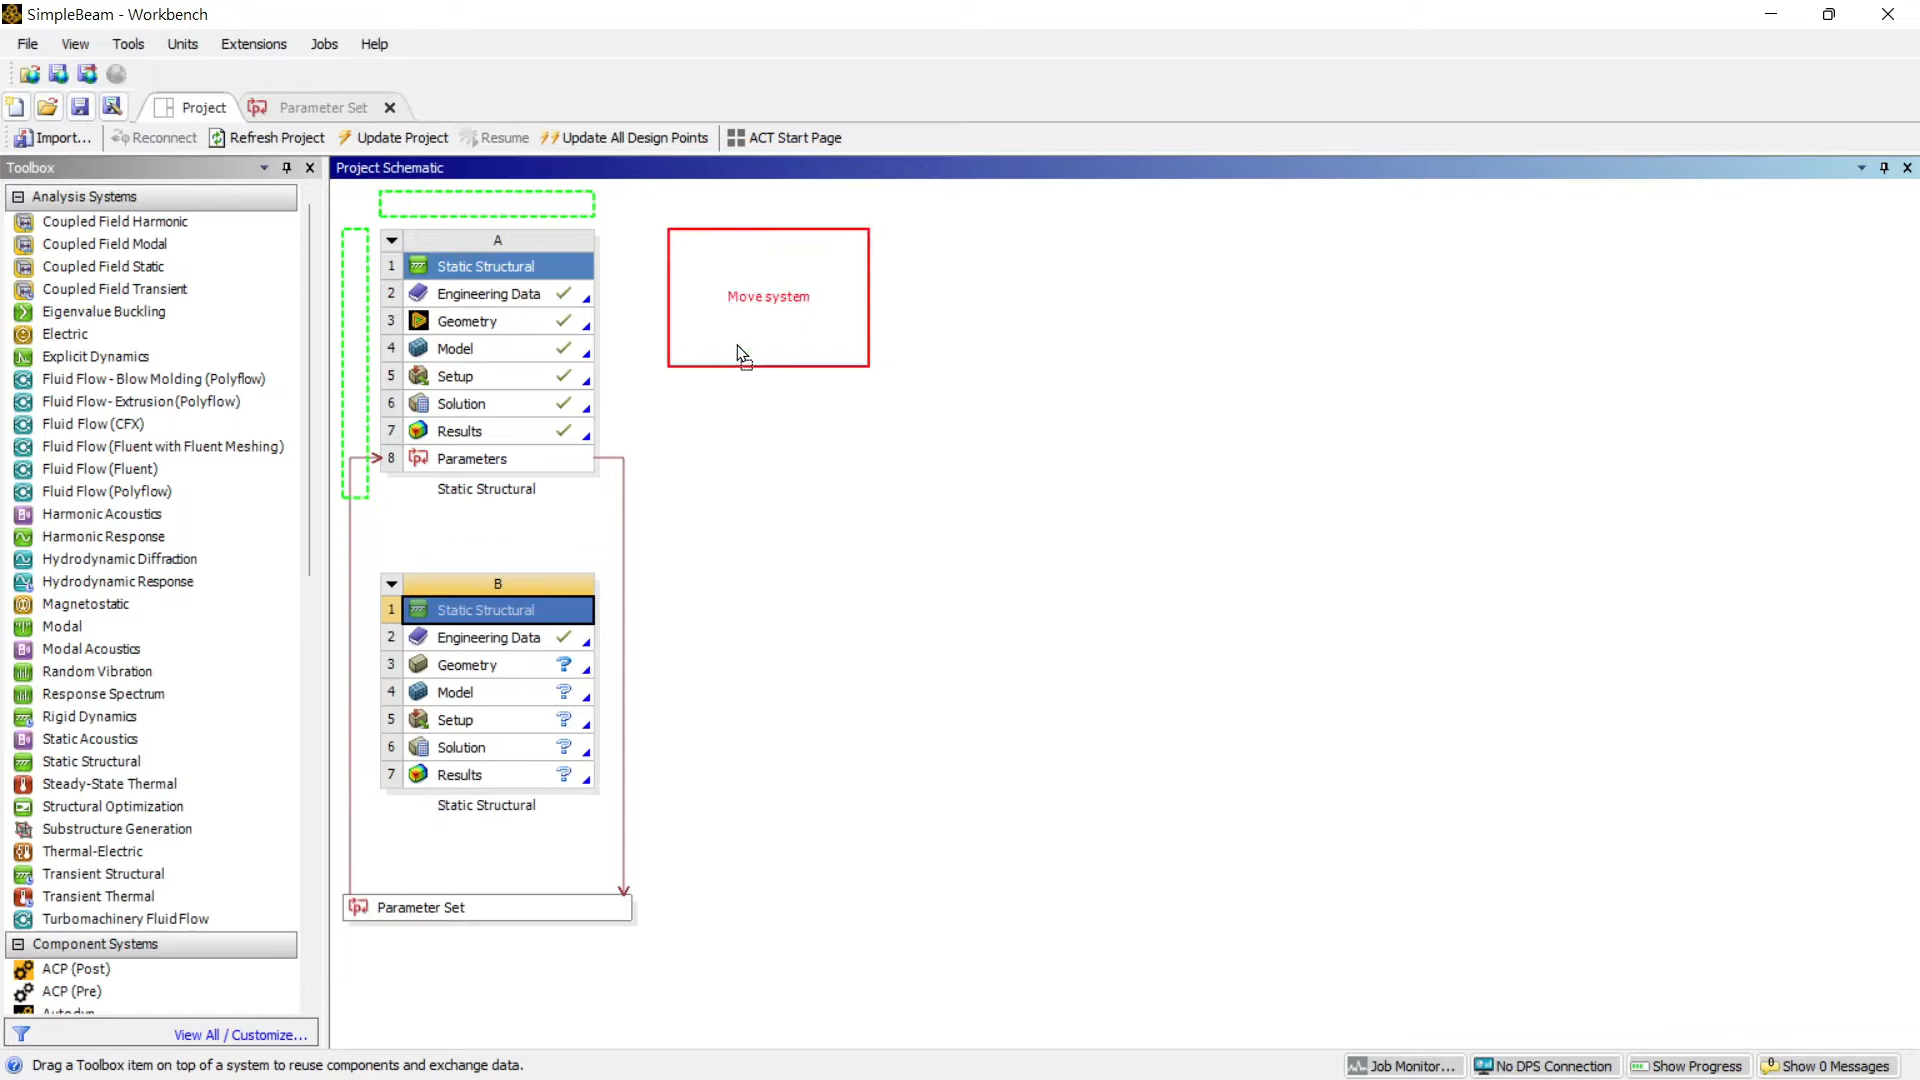 SimpleBeam - Workbench
File View Tools Units Extensions Jobs Help
Project Parameter Set
Import... Reconnect Refresh Project Update Project Resume Update All Design Points ACT Start Page
Toolbox
Analysis Systems
Coupled Field Harmonic
Coupled Field Modal
Coupled Field Static
Coupled Field Transient
Eigenvalue Buckling
Electric
Explicit Dynamics
Fluid Flow - Blow Molding (Polyflow)
Fluid Flow - Extrusion (Polyflow)
Fluid Flow (CFX)
Fluid Flow (Fluent with Fluent Meshing)
Fluid Flow (Fluent)
Fluid Flow (Polyflow)
Harmonic Acoustics
Harmonic Response
Hydrodynamic Diffraction
Hydrodynamic Response
Magnetostatic
Modal
Modal Acoustics
Random Vibration
Response Spectrum
Rigid Dynamics
Static Acoustics
Static Structural
Steady-State Thermal
Structural Optimization
Substructure Generation
Thermal-Electric
Transient Structural
Transient Thermal
Turbomachinery Fluid Flow
Component Systems
ACP (Post)
ACP (Pre)
View All / Customize...
Project Schematic
A
1 Static Structural
2 Engineering Data
3 Geometry
4 Model
5 Setup
6 Solution
7 Results
8 Parameters
Static Structural
Move system
B
1 Static Structural
2 Engineering Data
3 Geometry ?
4 Model ?
5 Setup ?
6 Solution ?
7 Results ?
Static Structural
Parameter Set
Drag a Toolbox item on top of a system to reuse components and exchange data.
Job Monitor... No DPS Connection Show Progress Show 0 Messages